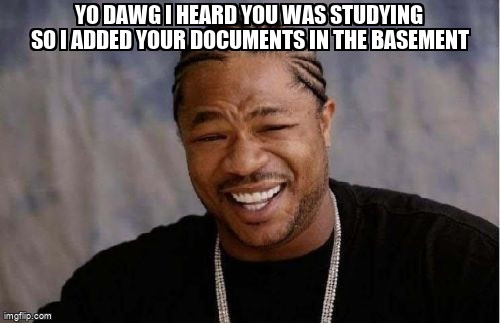 YO DAWG I HEARD YOU WAS STUDYING
SO I ADDED YOUR DOCUMENTS IN THE BASEMENT
imgflip.com